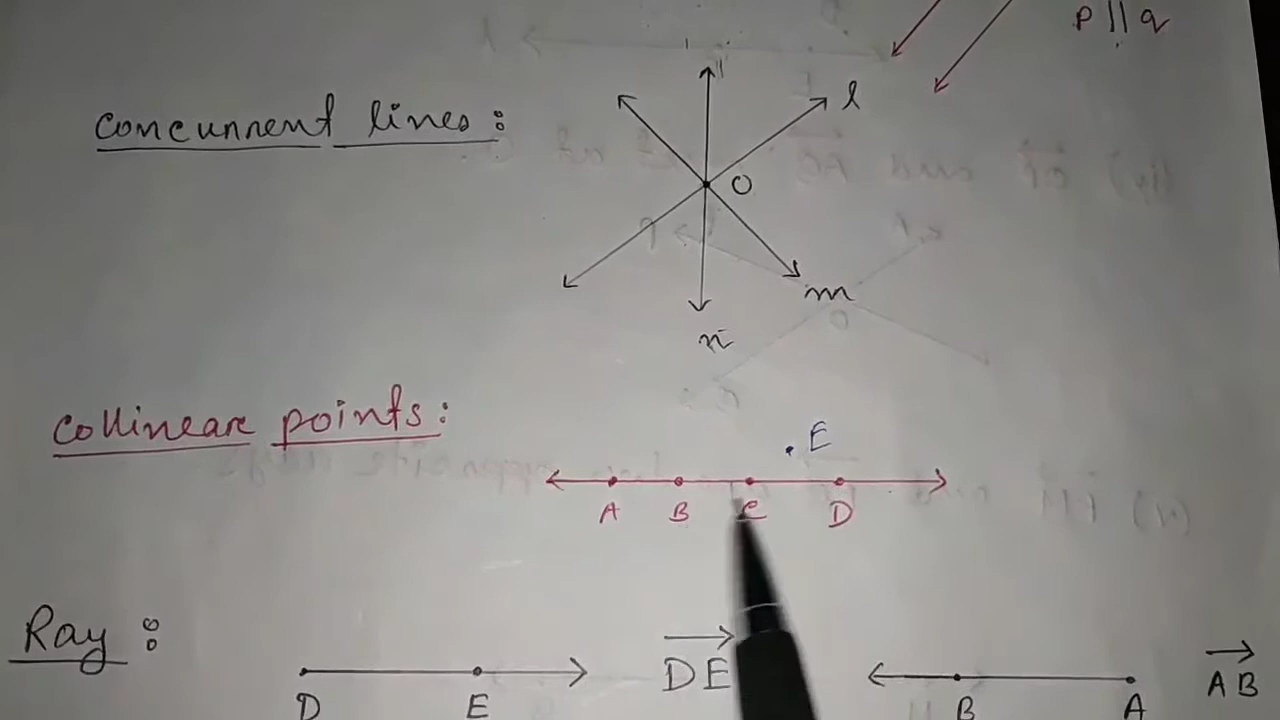 p || q
Concurrent lines:
l
O
m
n
Collinear points:
. E
A B C D
Ray:
D E
DE
B A
AB